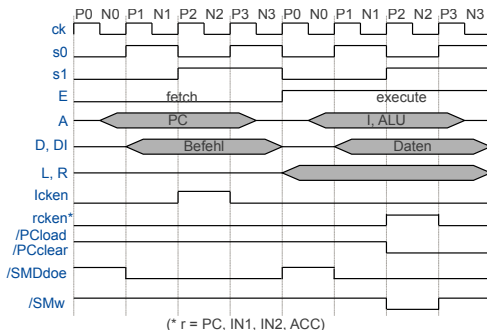 P0 N0 P1 N1 P2 N2 P3 N3 P0 N0 P1 N1 P2 N2 P3 N3
ck
s0
s1
E fetch execute
A PC I, ALU
D, DI Befehl Daten
L, R
Icken
rcken*
/PCload
/PCclear
/SMDdoe
/SMw
(* r = PC, IN1, IN2, ACC)